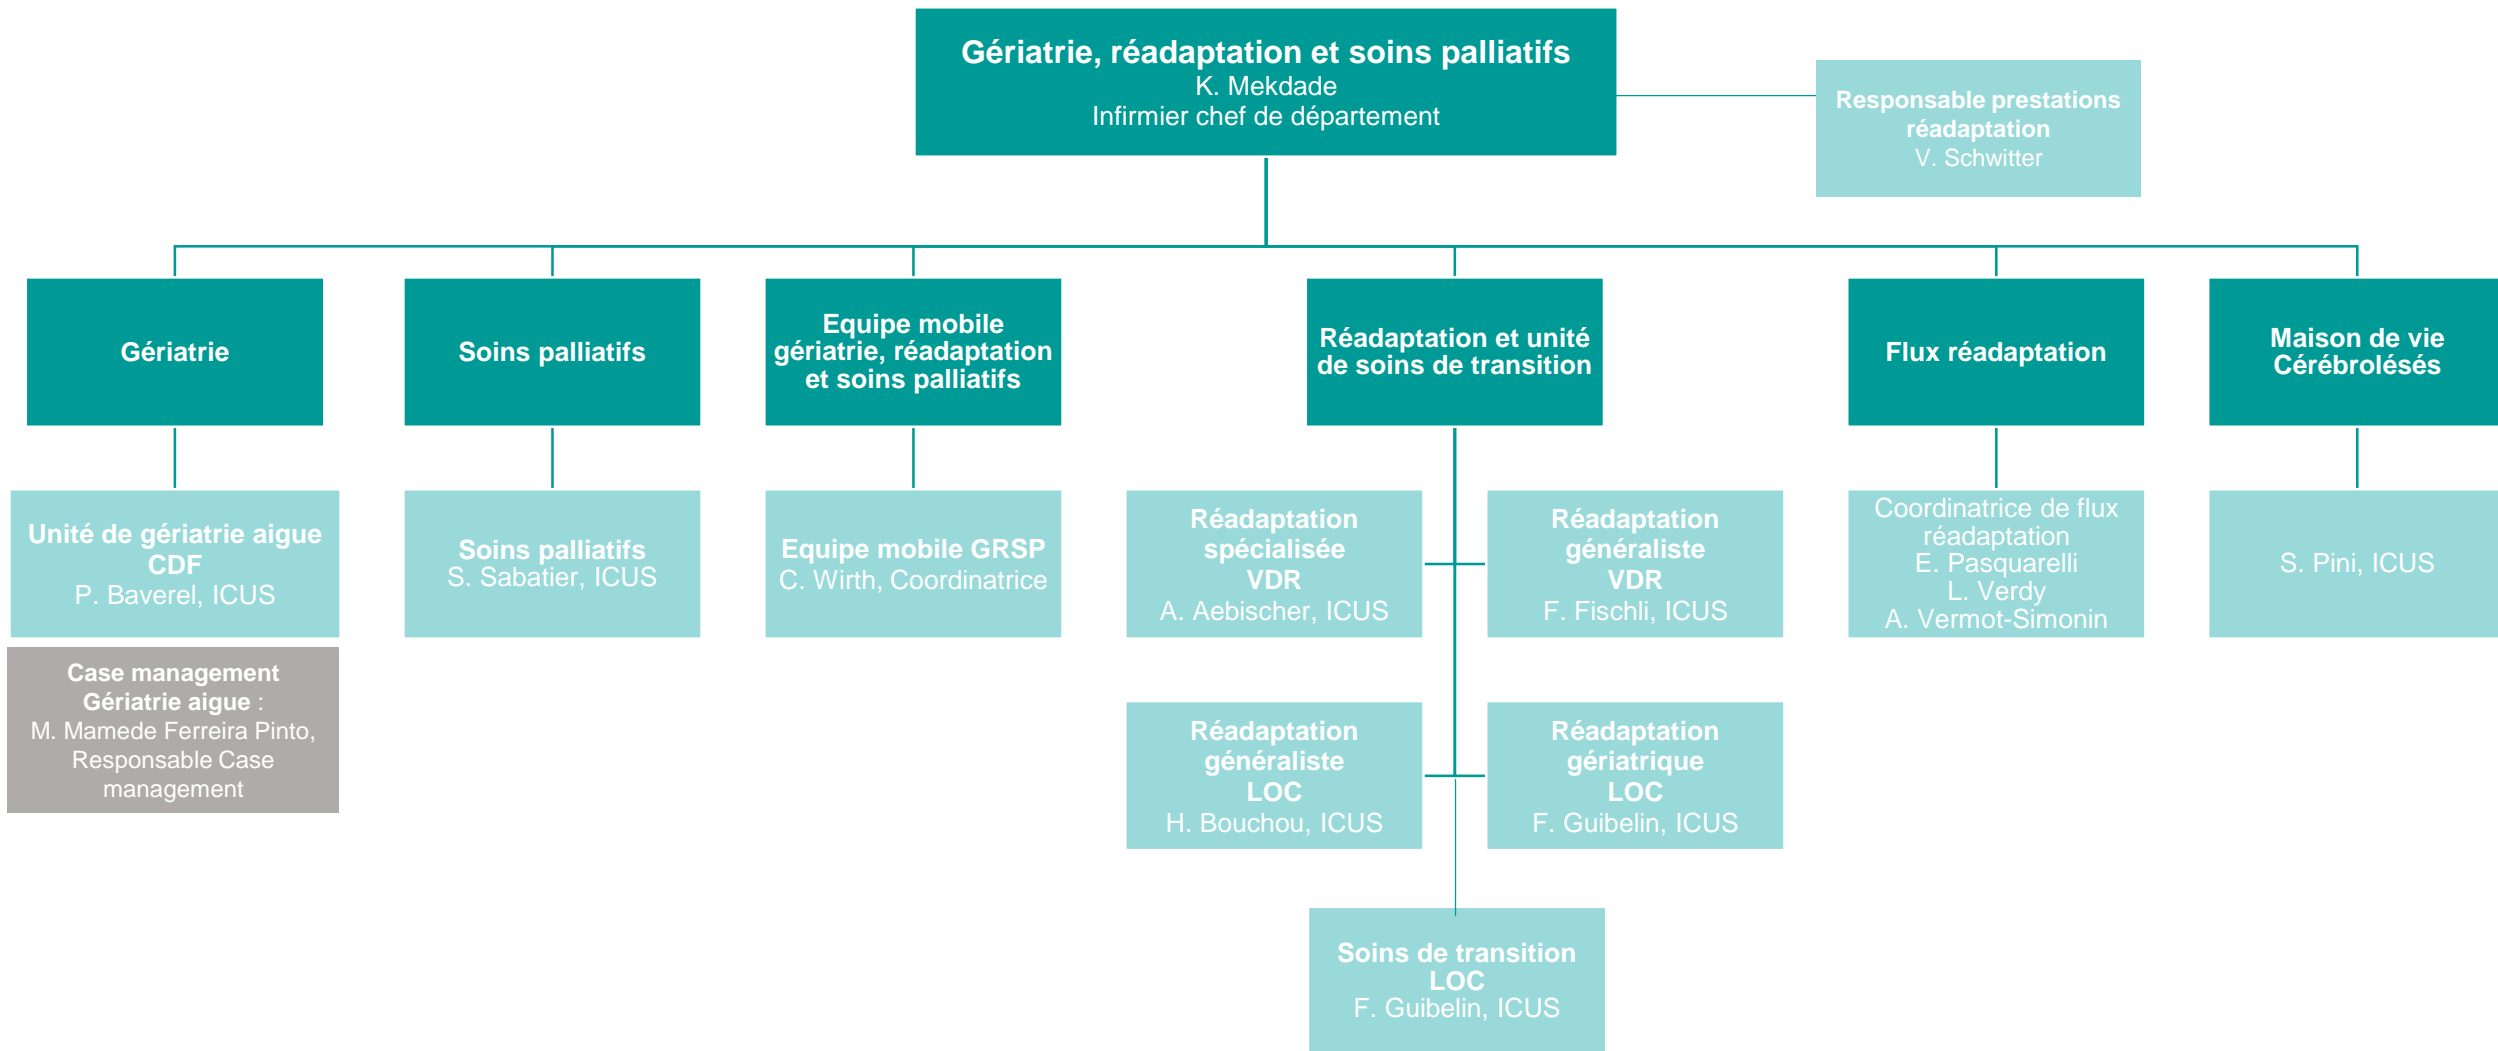 Gériatrie, réadaptation et soins palliatifs
K. Mekdade
Infirmier chef de département
Responsable prestations
réadaptation
V. Schwitter
Gériatrie
Soins palliatifs
Equipe mobile
gériatrie, réadaptation
et soins palliatifs
Réadaptation et unité
de soins de transition
Flux réadaptation
Maison de vie
Cérébrolésés
Unité de gériatrie aigue
CDF
P. Baverel, ICUS
Soins palliatifs
S. Sabatier, ICUS
Equipe mobile GRSP
C. Wirth, Coordinatrice
Réadaptation
spécialisée
VDR
A. Aebischer, ICUS
Réadaptation
généraliste
VDR
F. Fischli, ICUS
Coordinatrice de flux
réadaptation
E. Pasquarelli
L. Verdy
A. Vermot-Simonin
S. Pini, ICUS
Case management
Gériatrie aigue :
M. Mamede Ferreira Pinto,
Responsable Case
management
Réadaptation
généraliste
LOC
H. Bouchou, ICUS
Réadaptation
gériatrique
LOC
F. Guibelin, ICUS
Soins de transition
LOC
F. Guibelin, ICUS